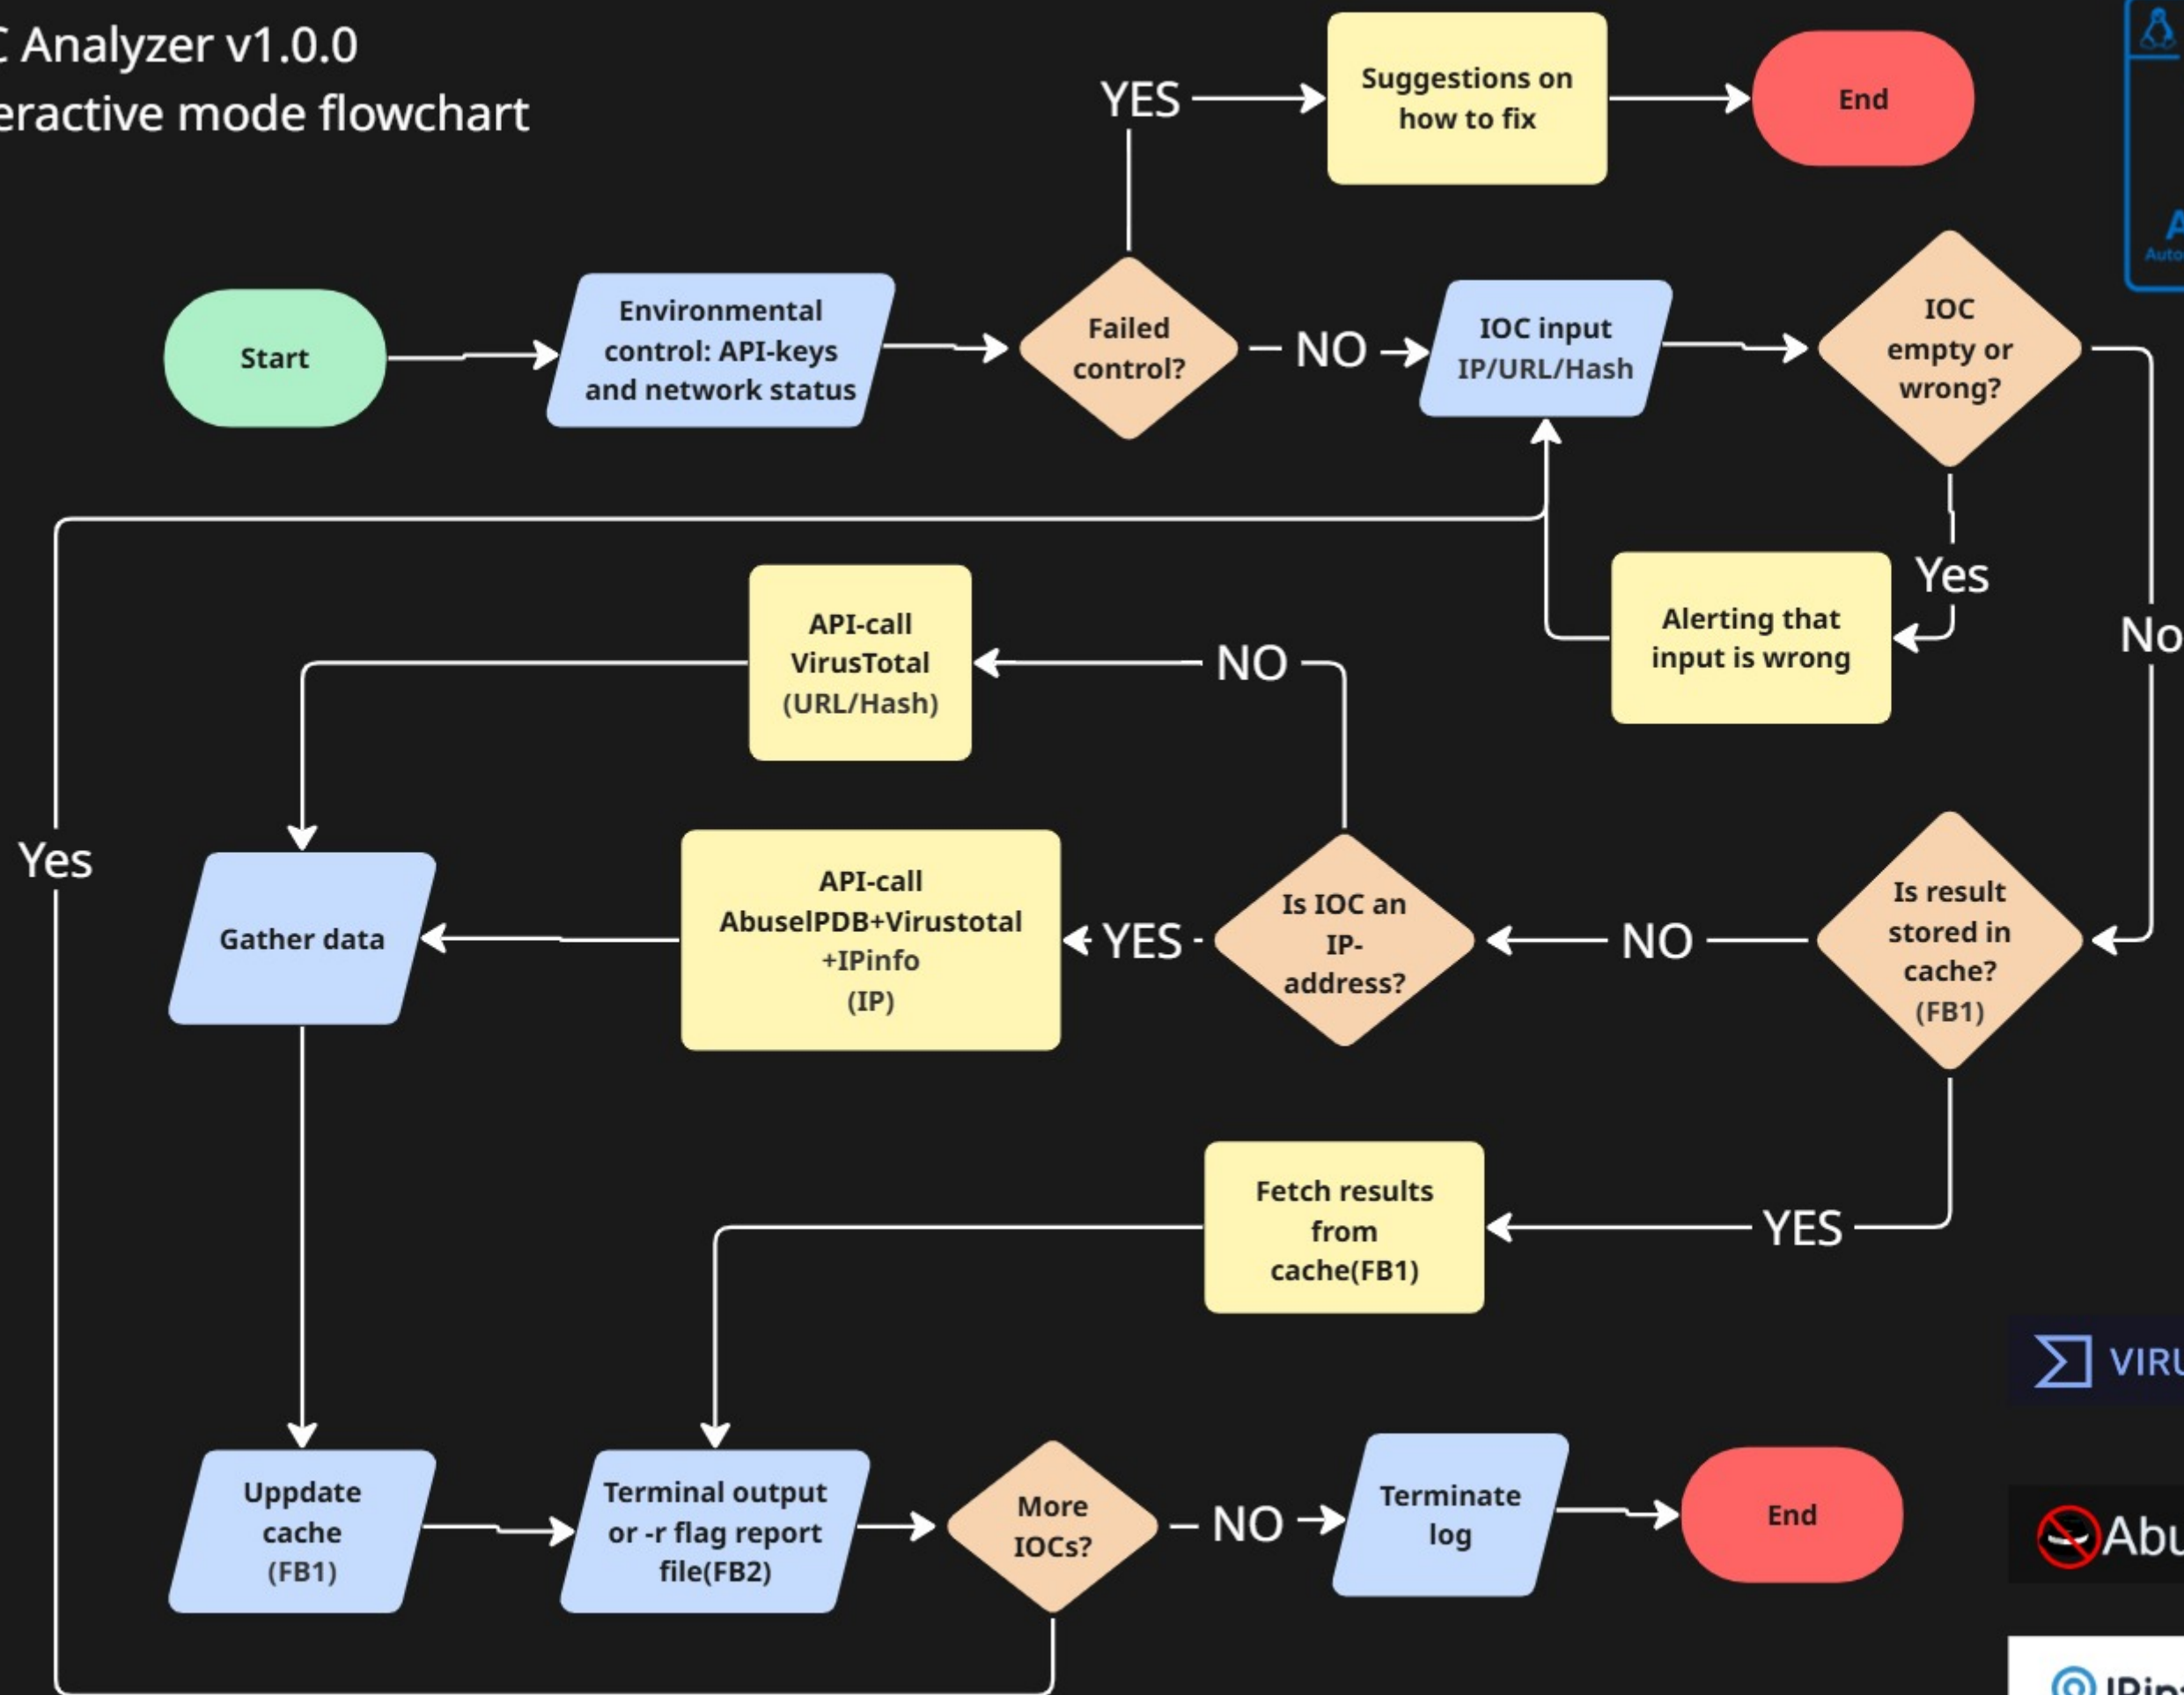 Analyzer v1.0.0
mode flowchart
YES
Suggestions on
how to fix
End
Start
Environmental
control: API-keys
and network status
Failed
control?
NO
IOC input
IP/URL/Hash
IOC
empty or
wrong?
Yes
Alerting that
input is wrong
No
API-call
VirusTotal
(URL/Hash)
NO
Yes
Gather data
API-call
AbuseIPDB+Virustotal
+IPinfo
(IP)
YES
Is IOC an
IP-
address?
NO
Is result
stored in
cache?
(FB1)
Fetch results
from
cache(FB1)
YES
Uppdate
cache
(FB1)
Terminal output
or -r flag report
file(FB2)
More
IOCs?
NO
Terminate
log
End